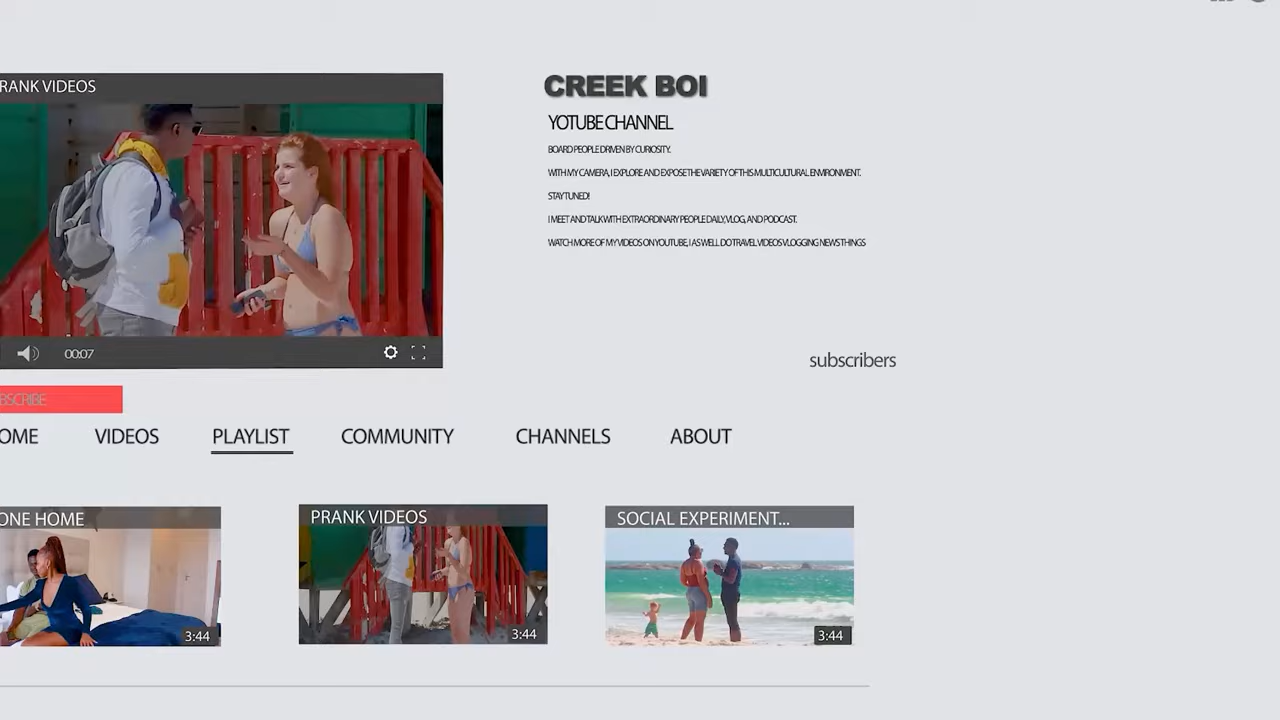 RANK VIDEOS
CREEK BOI
YOTUBE CHANNEL
BOARD PEOPLE DRIVEN BY CURIOSITY.
WITH MY CAMERA, I EXPLORE AND EXPOSE THE VARIETY OF THIS MULTICULTURAL ENVIRONMENT.
STAY TUNED!
I MEET AND TALK WITH EXTRAORDINARY PEOPLE DAILY, VLOG, AND PODCAST.
WATCH MORE OF MY VIDEOS ON YOUTUBE, I AS WELL DO TRAVEL VIDEOS VLOGGING NEWS THINGS
00:07
subscribers
BSCRIBE
OME VIDEOS PLAYLIST COMMUNITY CHANNELS ABOUT
ONE HOME
PRANK VIDEOS
SOCIAL EXPERIMENT...
3:44
3:44
3:44